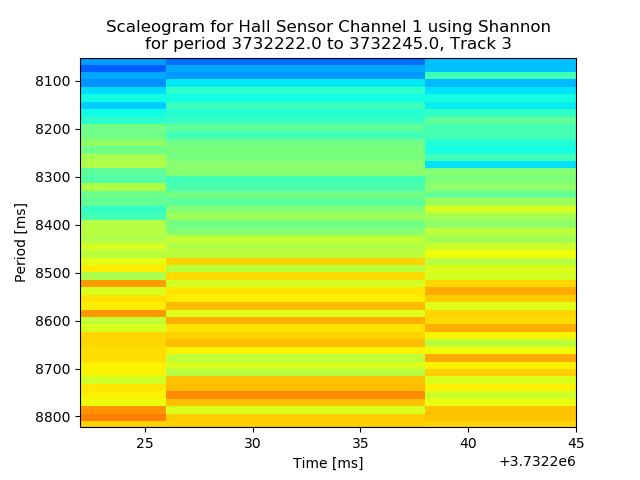 Scaleogram for Hall Sensor Channel 1 using Shannon
for period 3732222.0 to 3732245.0, Track 3
8100
8200
8300
8400
8500
8600
8700
8800
Period [ms]
25
30
35
40
45
Time [ms]
+3.7322e6